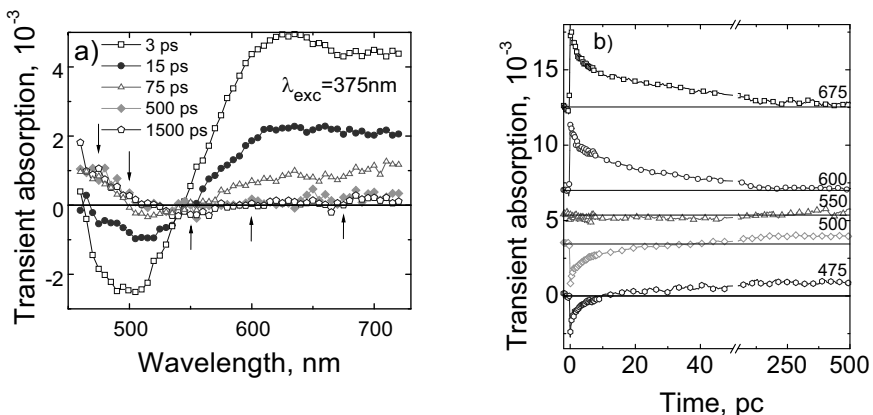 a)
3 ps
15 ps
75 ps
500 ps
1500 ps
λexc=375nm
Transient absorption, 10⁻³
4
2
0
-2
500
600
700
Wavelength, nm
b)
Transient absorption, 10⁻³
15
10
5
0
675
600
550
500
475
0
20
40
250
500
Time, pc